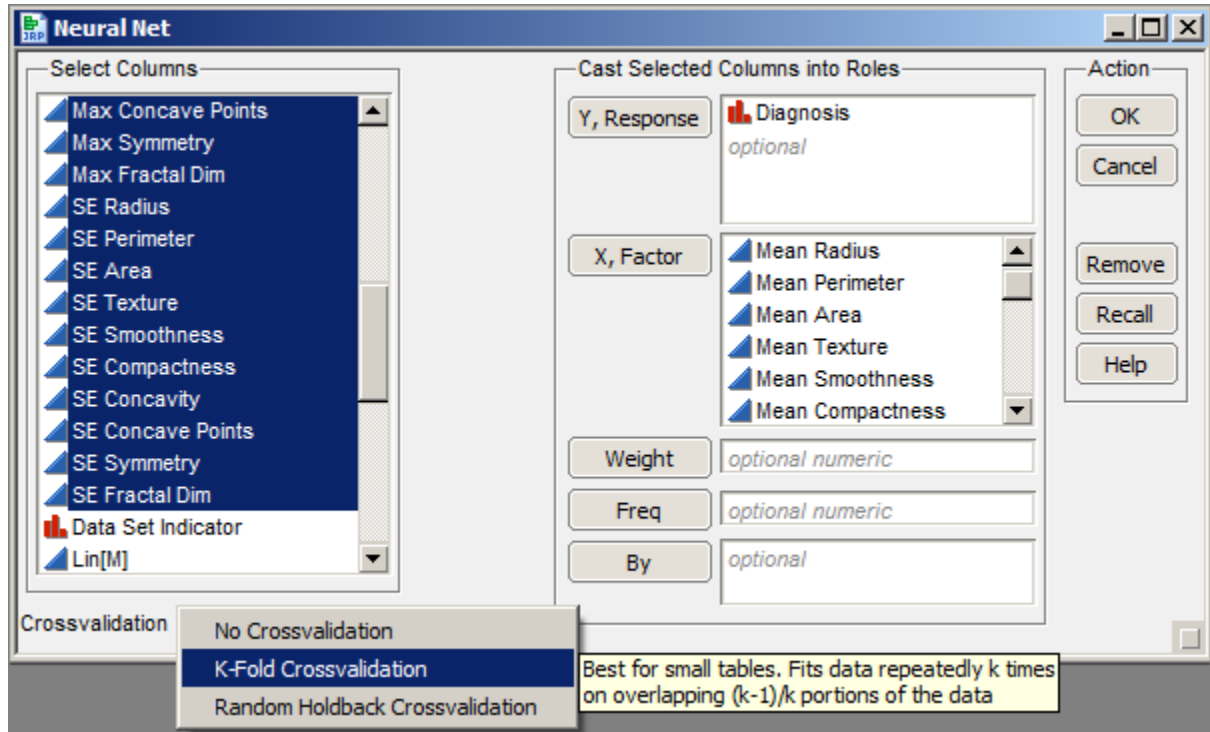 Neural Net
Select Columns
Max Concave Points
Max Symmetry
Max Fractal Dim
SE Radius
SE Perimeter
SE Area
SE Texture
SE Smoothness
SE Compactness
SE Concavity
SE Concave Points
SE Symmetry
SE Fractal Dim
Data Set Indicator
Lin[M]
Cast Selected Columns into Roles
Y, Response
Diagnosis
optional
X, Factor
Mean Radius
Mean Perimeter
Mean Area
Mean Texture
Mean Smoothness
Mean Compactness
Weight
optional numeric
Freq
optional numeric
By
optional
Action
OK
Cancel
Remove
Recall
Help
Crossvalidation
No Crossvalidation
K-Fold Crossvalidation
Random Holdback Crossvalidation
Best for small tables. Fits data repeatedly k times
on overlapping (k-1)/k portions of the data